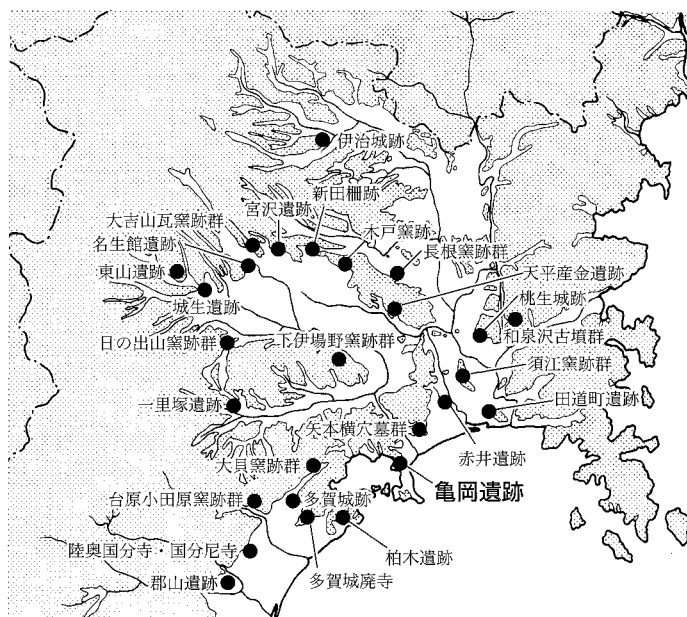 伊治城跡
新田柵跡
宮沢遺跡
大吉山瓦窯跡群
木戸窯跡
名生館遺跡
長根窯跡群
東山遺跡
天平産金遺跡
城生遺跡
桃生城跡
日の出山窯跡群
下伊場野窯跡群
和泉沢古墳群
須江窯跡群
一里塚遺跡
田道町遺跡
矢本横穴墓群
赤井遺跡
大貝窯跡群
亀岡遺跡
台原小田原窯跡群
多賀城跡
陸奥国分寺・国分尼寺
柏木遺跡
郡山遺跡
多賀城廃寺